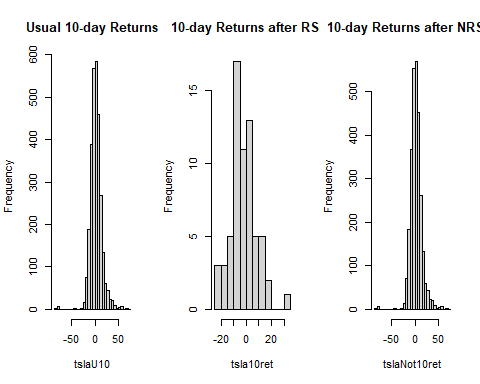 Usual 10-day Returns
10-day Returns after RS
10-day Returns after NRS
Frequency
0 100 200 300 400 500 600
-50 0 50
tslaU10
Frequency
0 5 10 15
-20 0 20
tsla10ret
Frequency
0 100 200 300 400 500
-50 0 50
tslaNot10ret